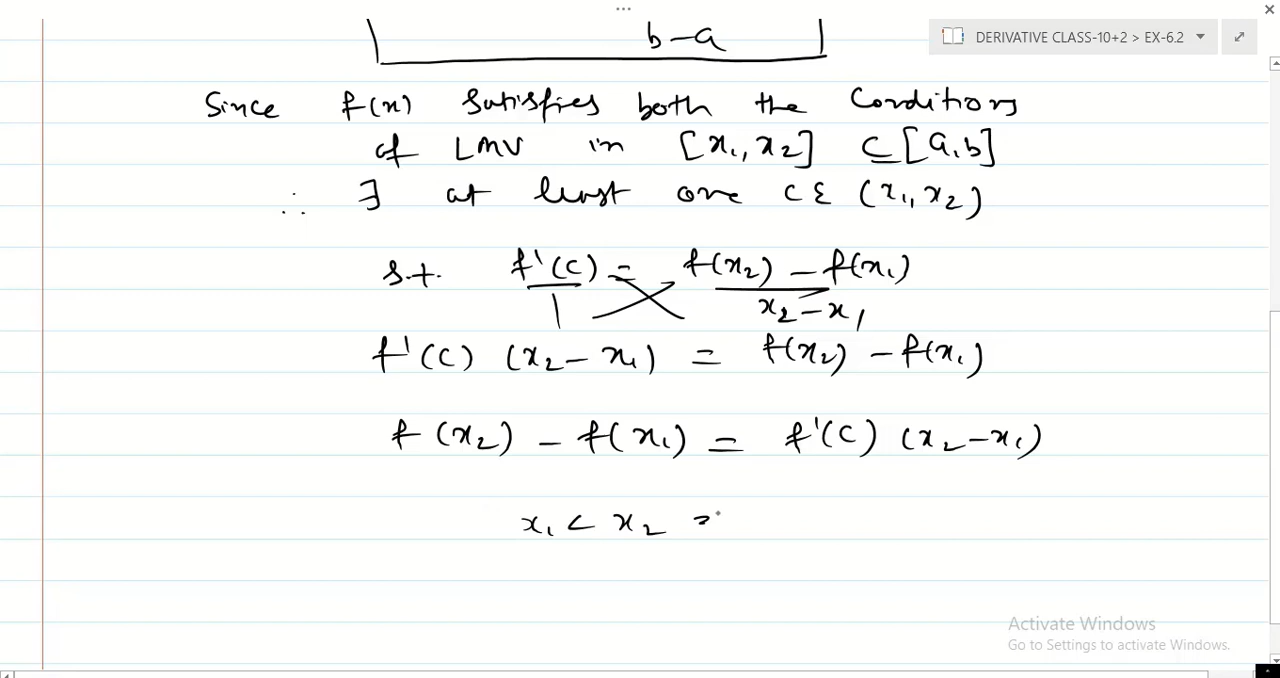 DERIVATIVE CLASS-10+2 > EX-6.2
b-a
Since f(x) Satisfies both the Conditions
of LMV in [x₁, x₂] ⊆ [a,b]
∴ ∃ at least one c ε (x₁, x₂)
s.t. f'(c) = f(x₂) - f(x₁)
1 x₂ - x₁
f'(c) (x₂ - x₁) = f(x₂) - f(x₁)
f(x₂) - f(x₁) = f'(c) (x₂ - x₁)
x₁ < x₂ =
Activate Windows
Go to Settings to activate Windows.